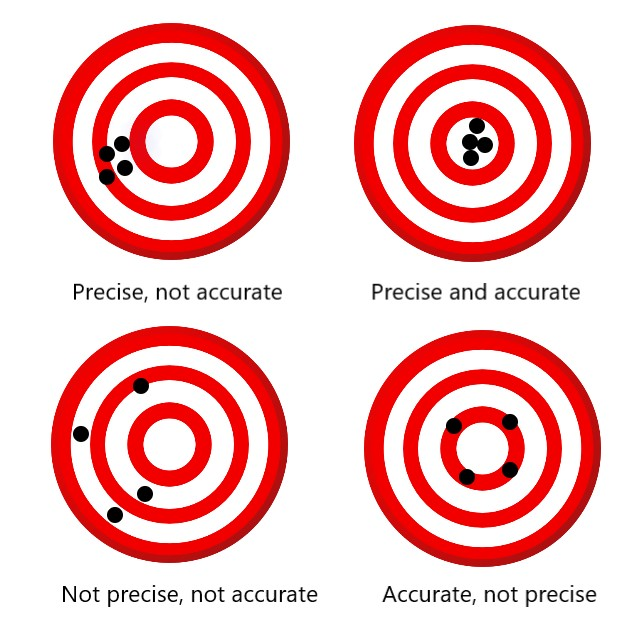 Precise, not accurate
Precise and accurate
Not precise, not accurate
Accurate, not precise